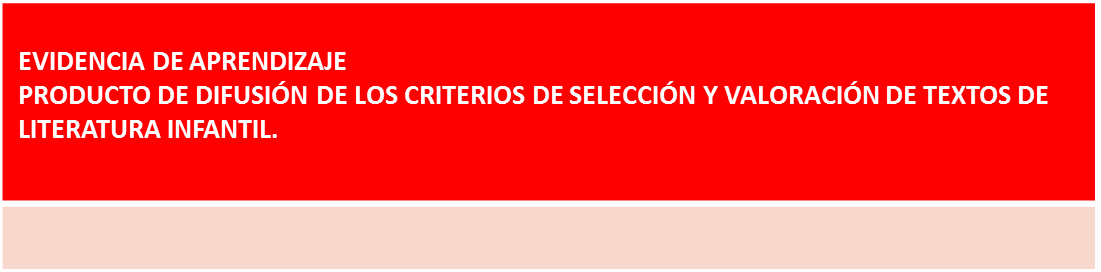 EVIDENCIA DE APRENDIZAJE
PRODUCTO DE DIFUSIÓN DE LOS CRITERIOS DE SELECCIÓN Y VALORACIÓN DE TEXTOS DE
LITERATURA INFANTIL.